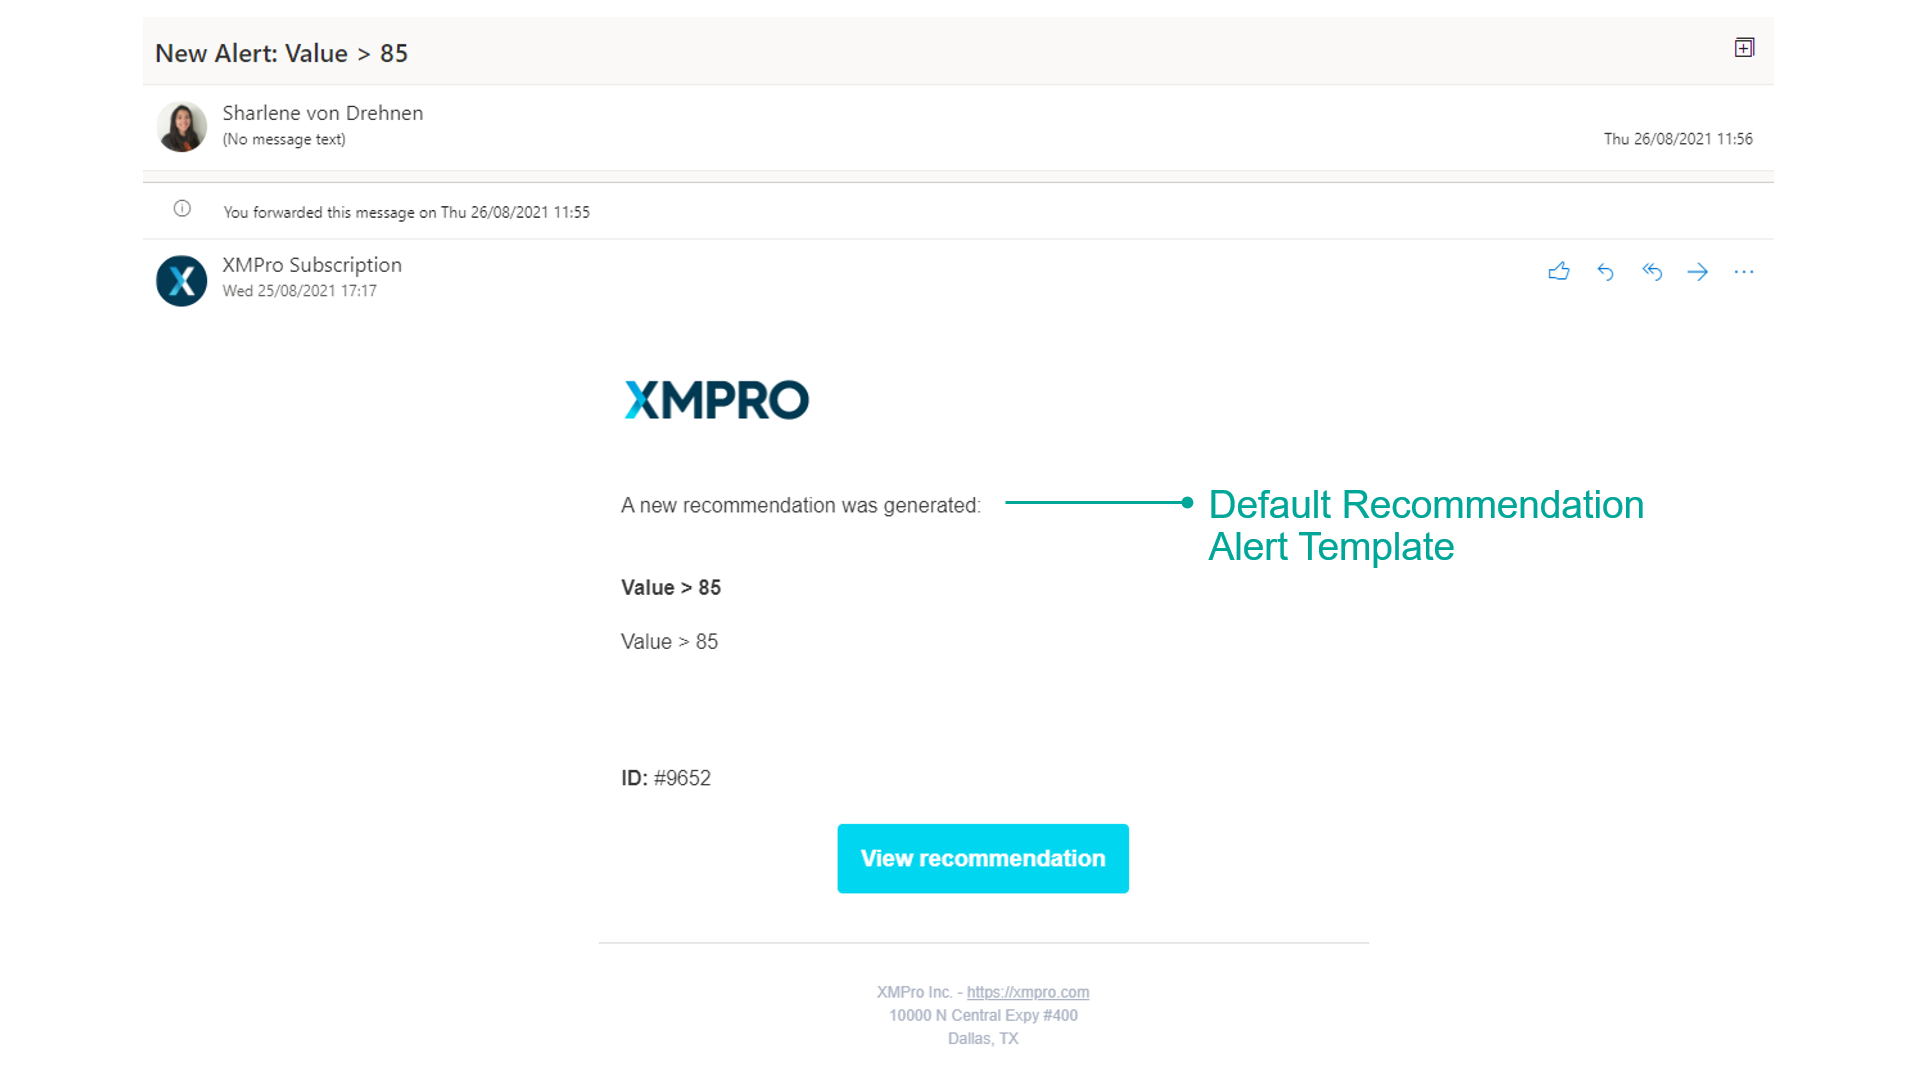 New Alert: Value > 85
Sharlene von Drehnen
(No message text)
Thu 26/08/2021 11:56
You forwarded this message on Thu 26/08/2021 11:55
XMPro Subscription
Wed 25/08/2021 17:17
XMPRO
A new recommendation was generated:
Default Recommendation
Alert Template
Value > 85
Value > 85
ID: #9652
View recommendation
XMPro Inc. - https://xmpro.com
10000 N Central Expy #400
Dallas, TX